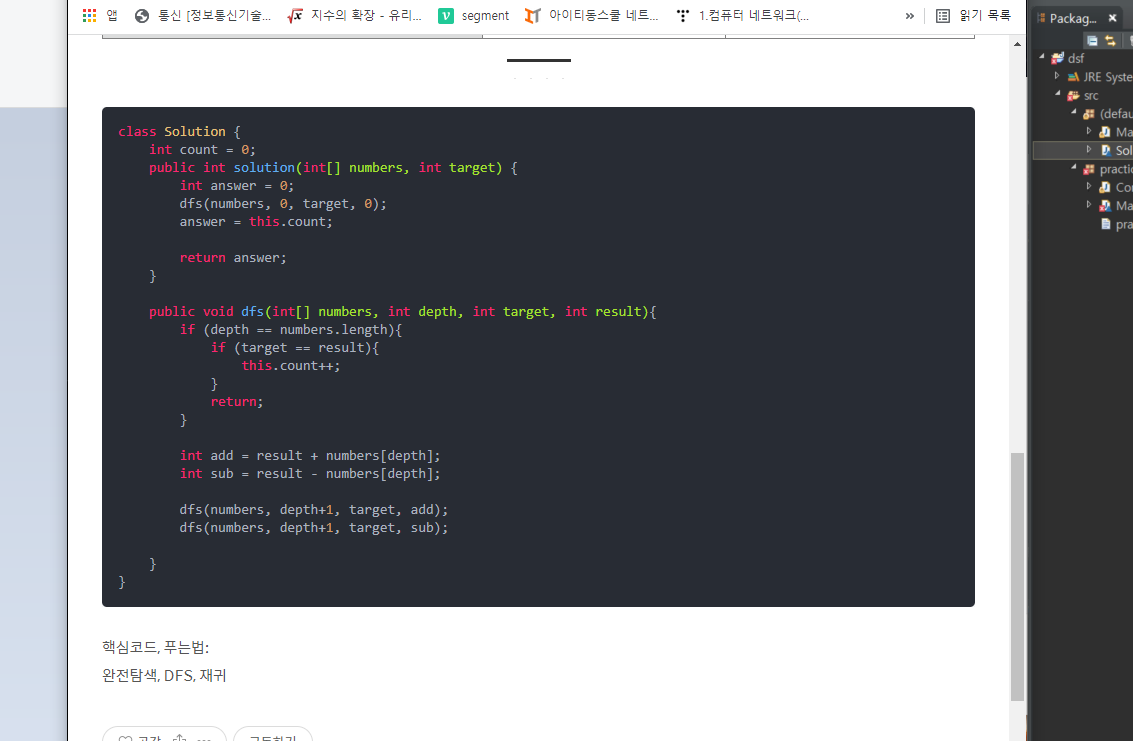 앱
통신 [정보통신기술...
지수의 확장 - 유리...
segment
아이티동스쿨 네트...
1.컴퓨터 네트워크(...
»
읽기 목록
class Solution {
    int count = 0;
    public int solution(int[] numbers, int target) {
        int answer = 0;
        dfs(numbers, 0, target, 0);
        answer = this.count;
        return answer;
    }
    public void dfs(int[] numbers, int depth, int target, int result){
        if (depth == numbers.length){
            if (target == result){
                this.count++;
            }
            return;
        }
        int add = result + numbers[depth];
        int sub = result - numbers[depth];
        dfs(numbers, depth+1, target, add);
        dfs(numbers, depth+1, target, sub);
    }
}
핵심코드, 푸는법:
완전탐색, DFS, 재귀
공감
구독하기
Packag...
dsf
JRE Syste
src
(defau
Ma
Sol
practic
Co
Ma
pra